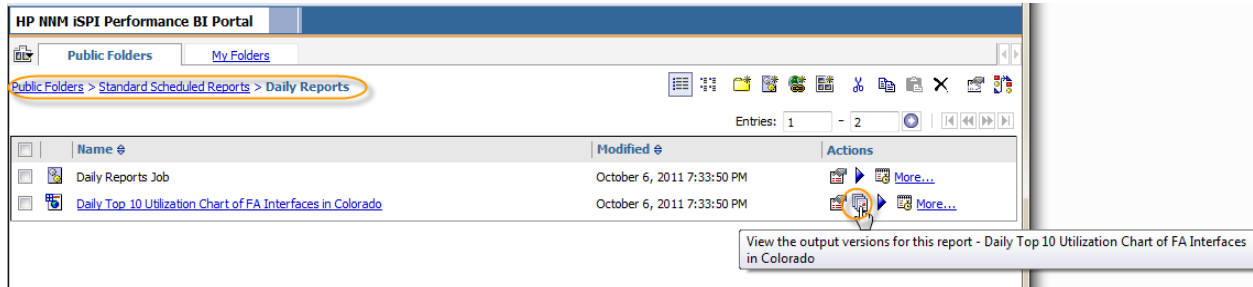 HP NNM iSPI Performance BI Portal
Public Folders My Folders
Public Folders > Standard Scheduled Reports > Daily Reports
Entries: 1 - 2
Name Modified Actions
Daily Reports Job October 6, 2011 7:33:50 PM More...
Daily Top 10 Utilization Chart of FA Interfaces in Colorado October 6, 2011 7:33:50 PM More...
View the output versions for this report - Daily Top 10 Utilization Chart of FA Interfaces
in Colorado